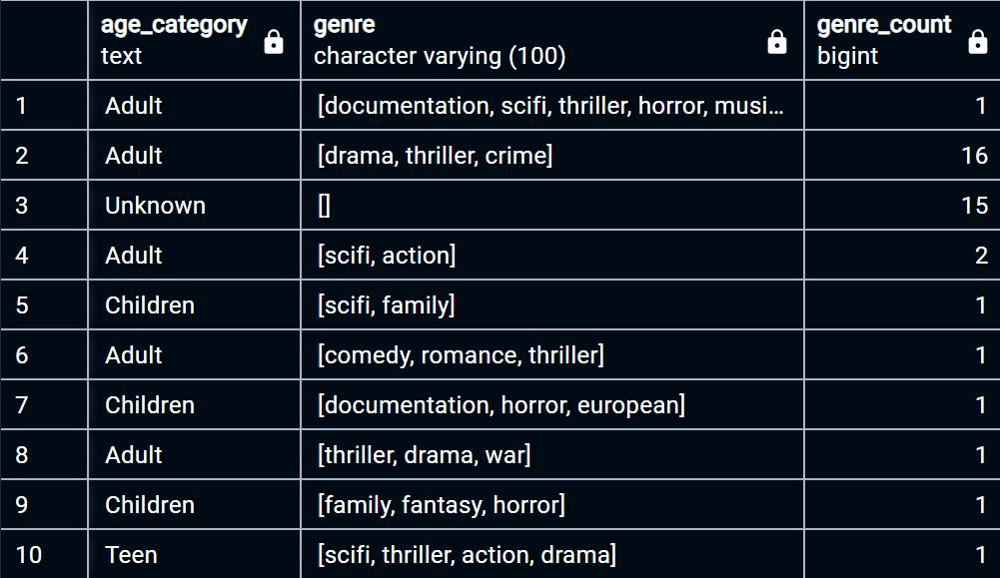 age_category genre genre_count
text character varying (100) bigint
1 Adult [documentation, scifi, thriller, horror, musi... 1
2 Adult [drama, thriller, crime] 16
3 Unknown [] 15
4 Adult [scifi, action] 2
5 Children [scifi, family] 1
6 Adult [comedy, romance, thriller] 1
7 Children [documentation, horror, european] 1
8 Adult [thriller, drama, war] 1
9 Children [family, fantasy, horror] 1
10 Teen [scifi, thriller, action, drama] 1